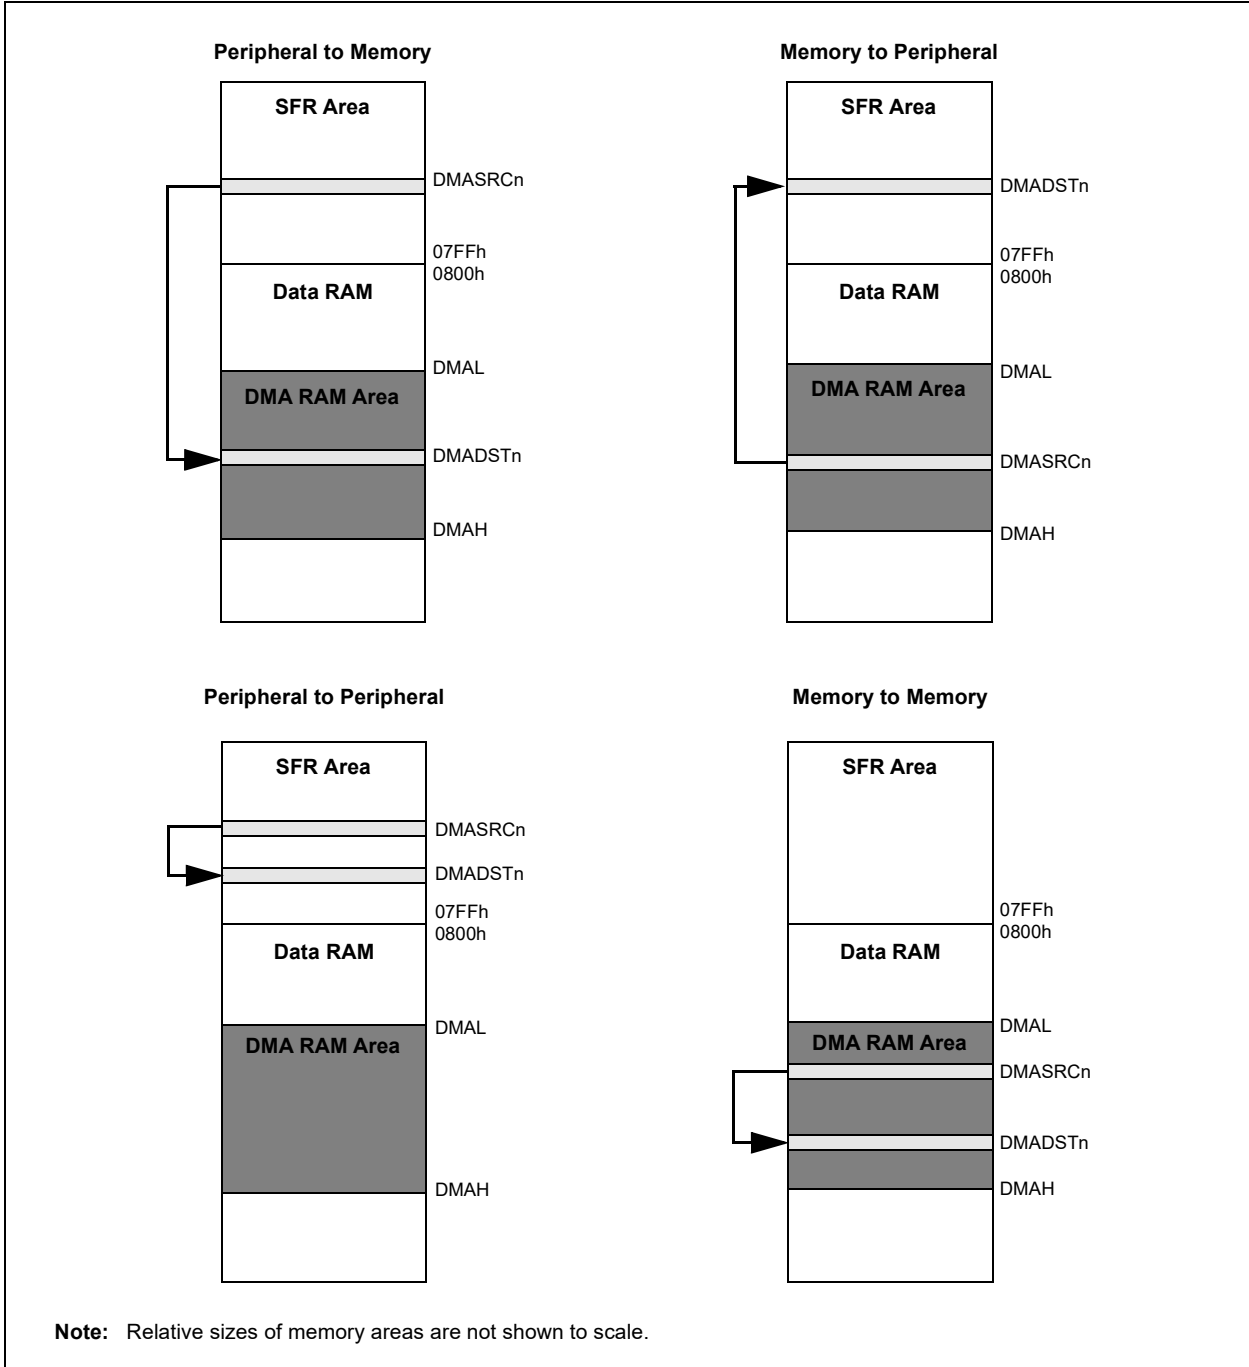 Peripheral to Memory
SFR Area
DMASRCn
07FFh
0800h
Data RAM
DMAL
DMA RAM Area
DMADSTn
DMAH
Memory to Peripheral
SFR Area
DMADSTn
07FFh
0800h
Data RAM
DMAL
DMA RAM Area
DMASRCn
DMAH
Peripheral to Peripheral
SFR Area
DMASRCn
DMADSTn
07FFh
0800h
Data RAM
DMAL
DMA RAM Area
DMAH
Memory to Memory
SFR Area
07FFh
0800h
Data RAM
DMAL
DMA RAM Area
DMASRCn
DMADSTn
DMAH
Note: Relative sizes of memory areas are not shown to scale.